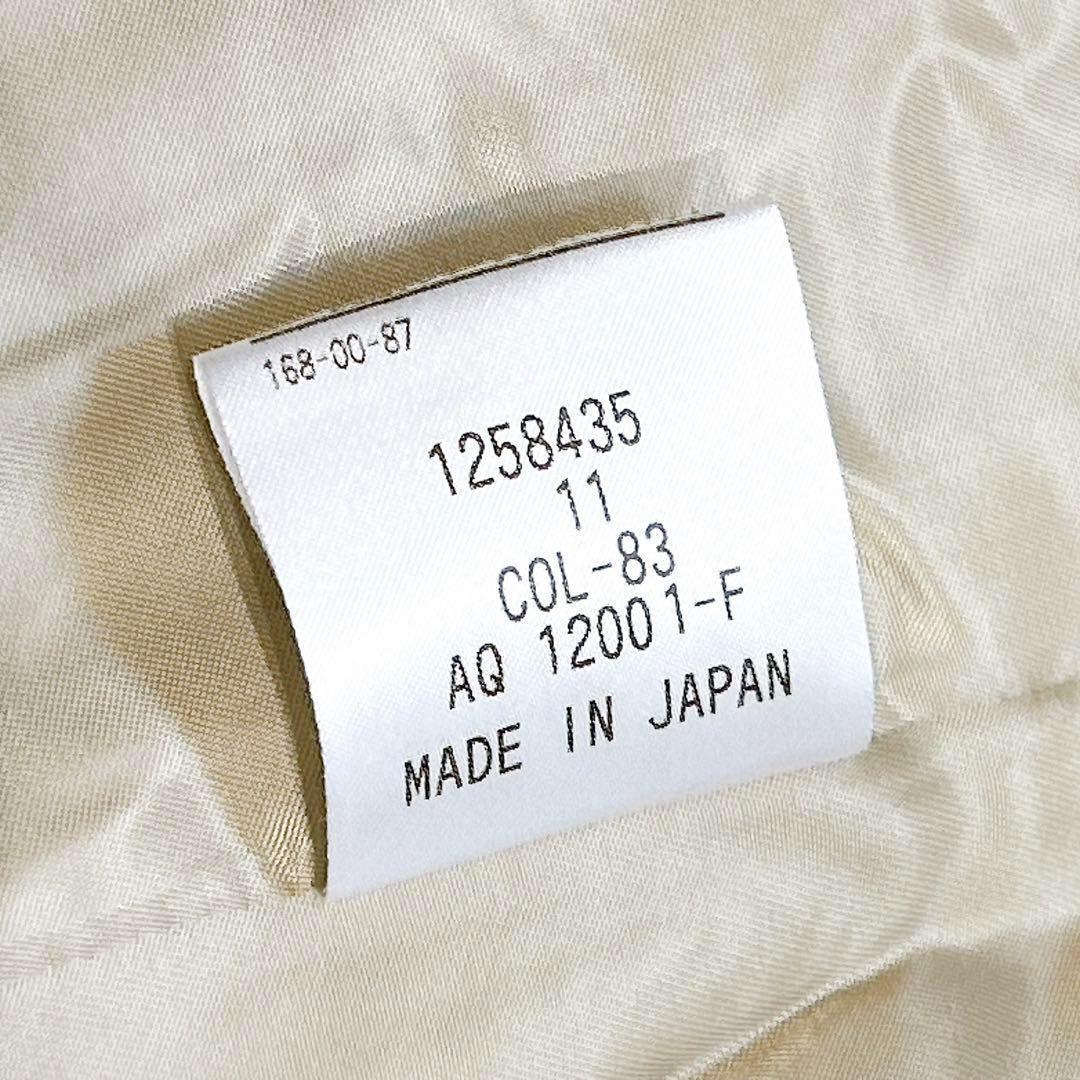 168-00-87
1258435
11
COL-83
AQ 12001-F
MADE IN JAPAN